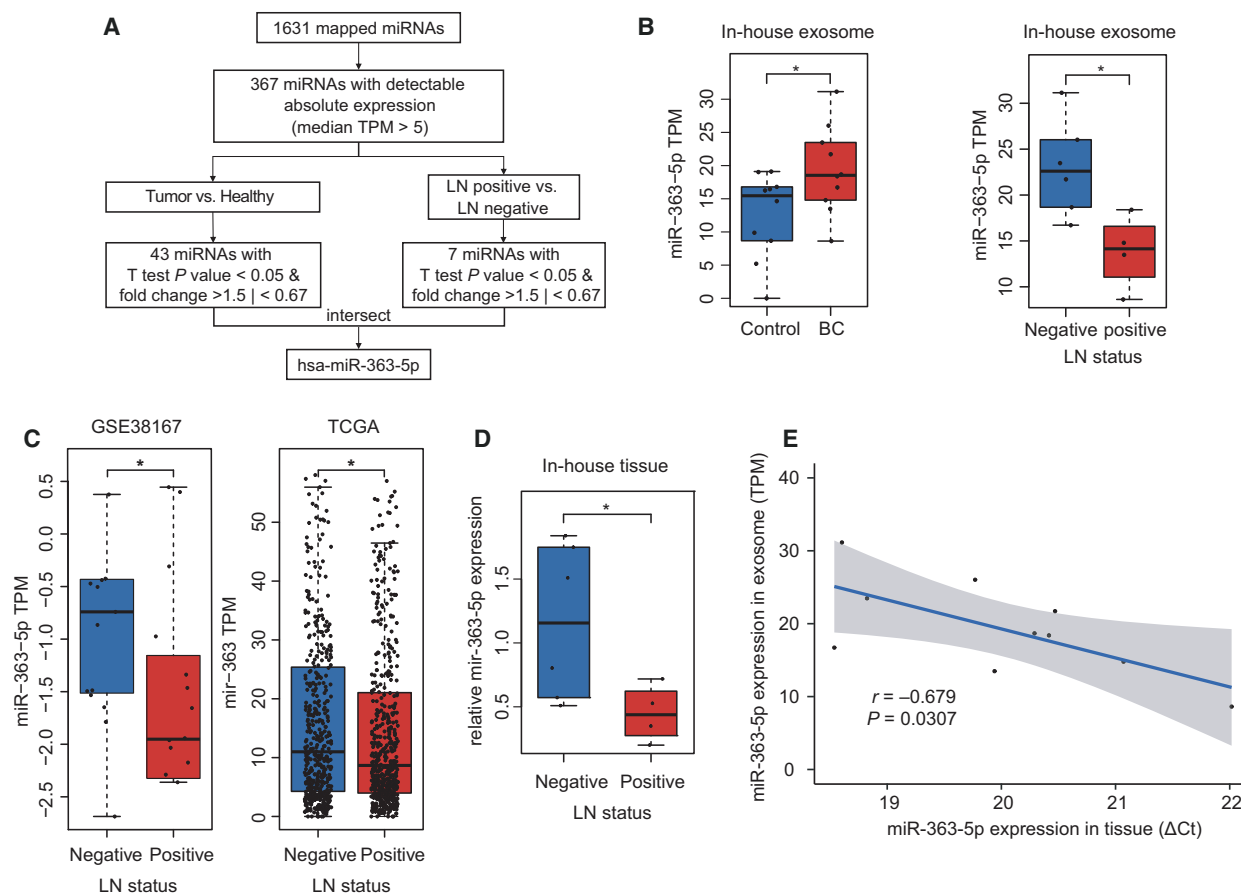 A
1631 mapped miRNAs
367 miRNAs with detectable
absolute expression
(median TPM > 5)
Tumor vs. Healthy
LN positive vs.
LN negative
43 miRNAs with
T test P value < 0.05 &
fold change >1.5 | < 0.67
7 miRNAs with
T test P value < 0.05 &
fold change >1.5 | < 0.67
intersect
hsa-miR-363-5p
B
In-house exosome
*
miR−363−5p TPM
30
25
20
15
10
5
0
Control BC
In-house exosome
*
miR−363−5p TPM
30
25
20
15
10
Negative positive
LN status
C
GSE38167
*
miR−363−5p TPM
0.5
0.0
−0.5
−1.0
−1.5
−2.0
−2.5
Negative Positive
LN status
TCGA
*
mir−363 TPM
50
40
30
20
10
0
Negative Positive
LN status
D
In-house tissue
*
relative mir-363-5p expression
1.5
1.0
0.5
Negative Positive
LN status
E
miR-363-5p expression in exosome (TPM)
40
30
20
10
0
r = –0.679
P = 0.0307
19 20 21 22
miR-363-5p expression in tissue (ΔCt)